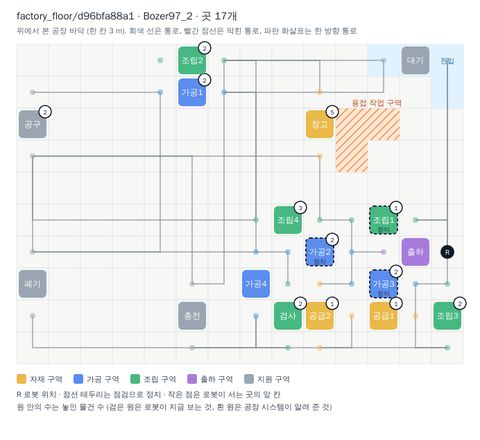 factory_floor/d96bfa88a1 · Bozer97_2 · 곳 17개
위에서 본 공장 바닥 (한 칸 3 m). 회색 선은 통로, 빨간 점선은 막힌 통로, 파란 화살표는 한 방향 통로
2
조립2
대기
진입
2
가공1
용접 작업 구역
2
공구
5
창고
3
조립4
1
조립1
정지
2
가공2
정지
출하
R
폐기
가공4
2
가공3
정지
충전
2
검사
1
공급2
1
공급1
2
조립3
자재 구역
가공 구역
조립 구역
출하 구역
지원 구역
R 로봇 위치 · 점선 테두리는 점검으로 정지 · 작은 점은 로봇이 서는 곳의 앞 칸
원 안의 수는 놓인 물건 수 (검은 원은 로봇이 지금 보는 것, 흰 원은 공장 시스템이 알려 준 것)